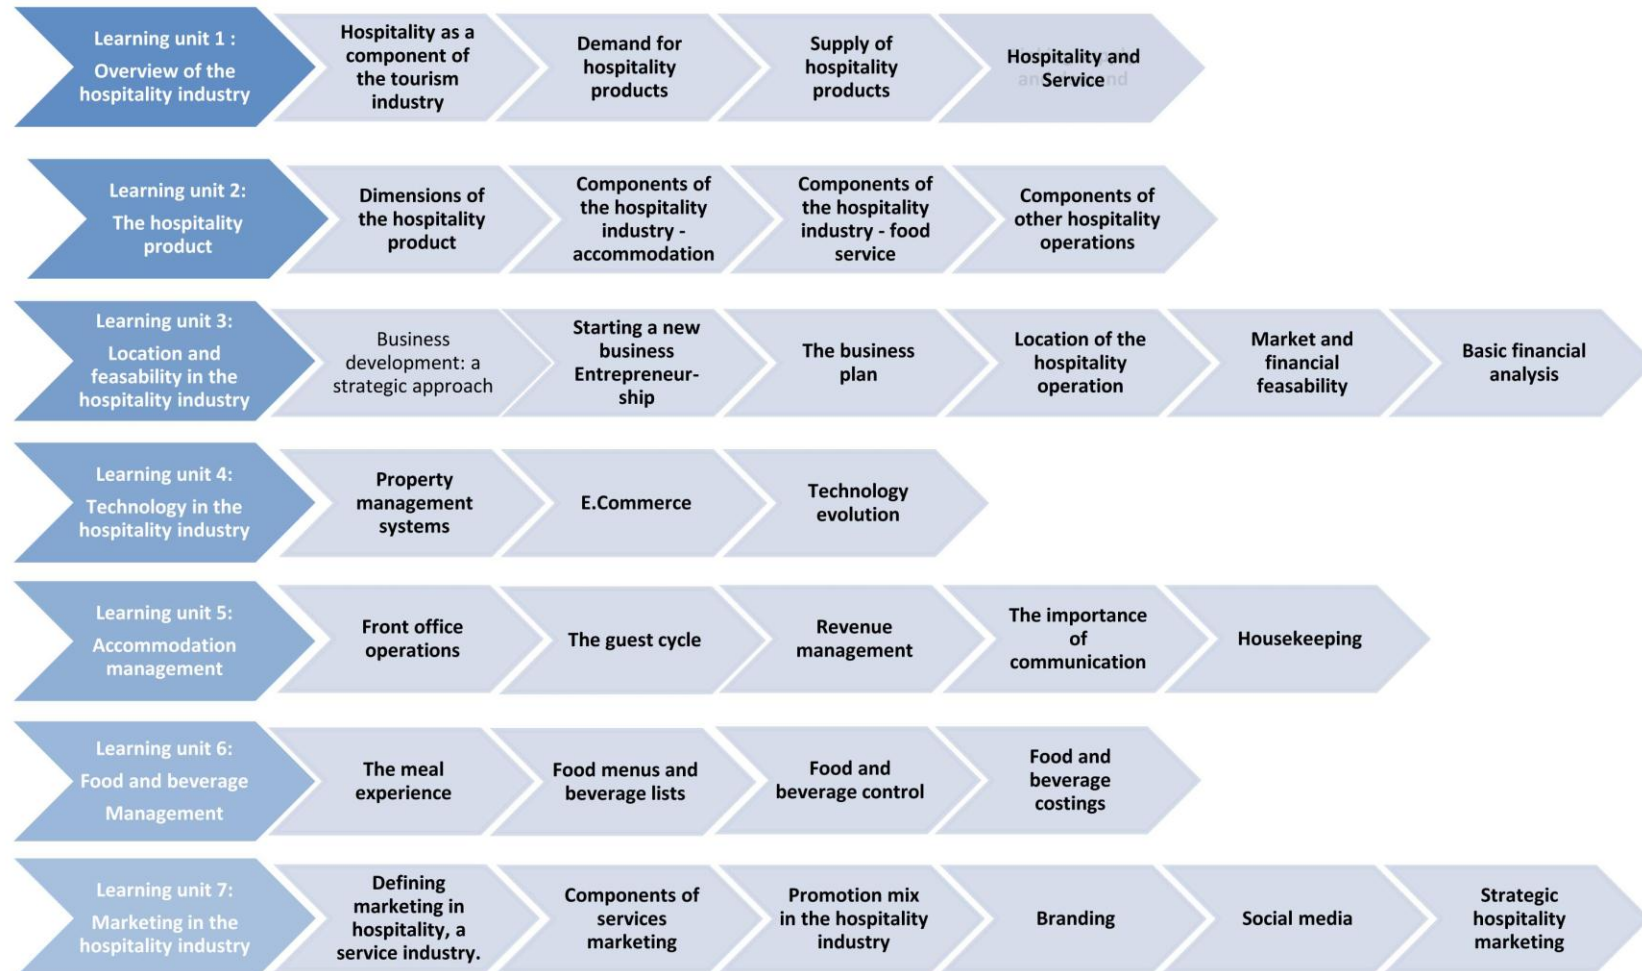 Learning unit 1 :
Overview of the
hospitality industry
Hospitality as a
component of
the tourism
industry
Demand for
hospitality
products
Supply of
hospitality
products
Hospitality and
Service
Learning unit 2:
The hospitality
product
Dimensions of
the hospitality
product
Components of
the hospitality
industry -
accommodation
Components of
the hospitality
industry - food
service
Components of
other hospitality
operations
Learning unit 3:
Location and
feasability in the
hospitality industry
Business
development: a
strategic approach
Starting a new
business
Entrepreneur-
ship
The business
plan
Location of the
hospitality
operation
Market and
financial
feasability
Basic financial
analysis
Learning unit 4:
Technology in the
hospitality industry
Property
management
systems
E.Commerce
Technology
evolution
Learning unit 5:
Accommodation
management
Front office
operations
The guest cycle
Revenue
management
The importance
of
communication
Housekeeping
Learning unit 6:
Food and beverage
Management
The meal
experience
Food menus and
beverage lists
Food and
beverage control
Food and
beverage
costings
Learning unit 7:
Marketing in the
hospitality industry
Defining
marketing in
hospitality, a
service industry.
Components of
services
marketing
Promotion mix
in the hospitality
industry
Branding
Social media
Strategic
hospitality
marketing